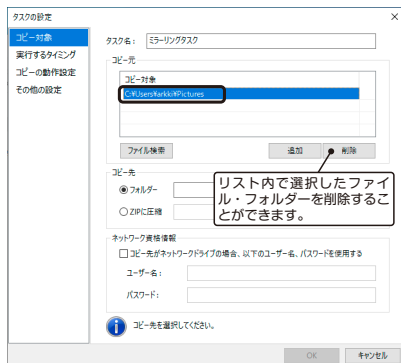 タスクの設定
コピー対象
実行するタイミング
コピーの動作設定
その他の設定
タスク名： ミラーリングタスク
コピー元
コピー対象
C:¥Users¥arkki¥Pictures
ファイル検索 追加 削除
コピー先
フォルダー
ZIPに圧縮
リスト内で選択したファイ
ル・フォルダーを削除するこ
とができます。
ネットワーク資格情報
コピー先がネットワークドライブの場合、以下のユーザー名、パスワードを使用する
ユーザー名：
パスワード：
コピー先を選択してください。
OK キャンセル